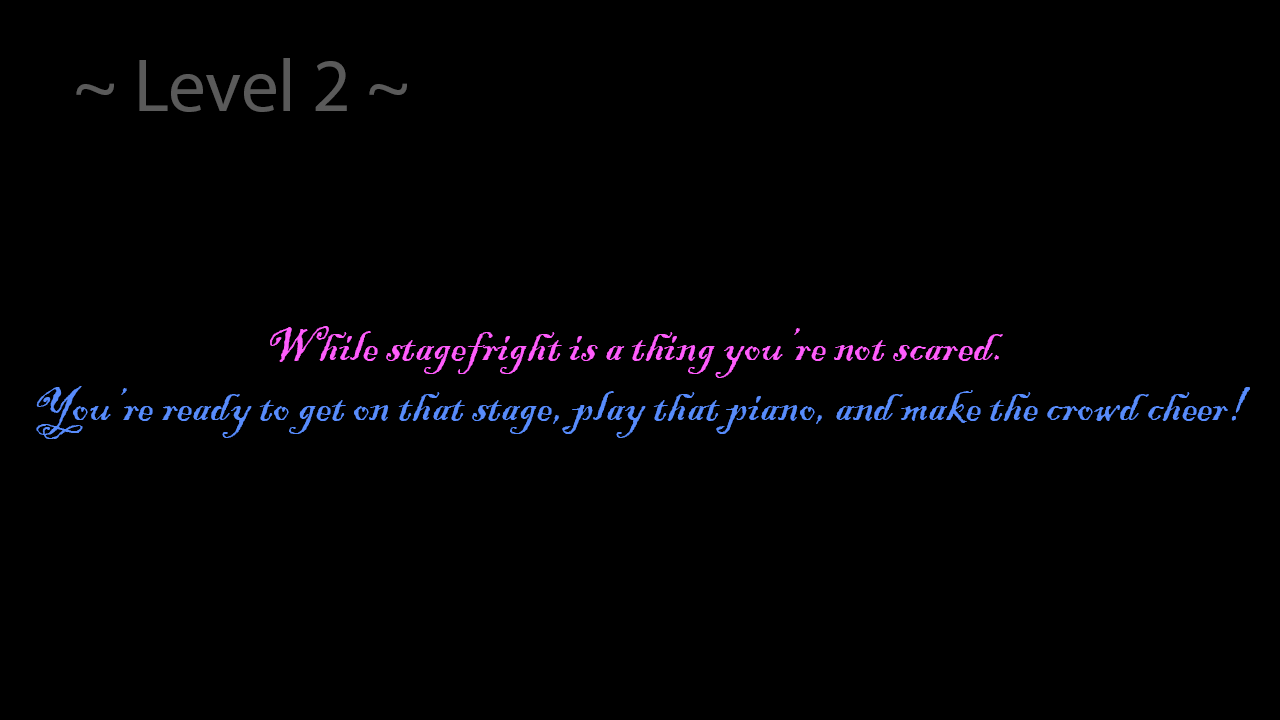 ~ Level 2 ~
While stagefright is a thing you're not scared.
You're ready to get on that stage, play that piano, and make the crowd cheer!